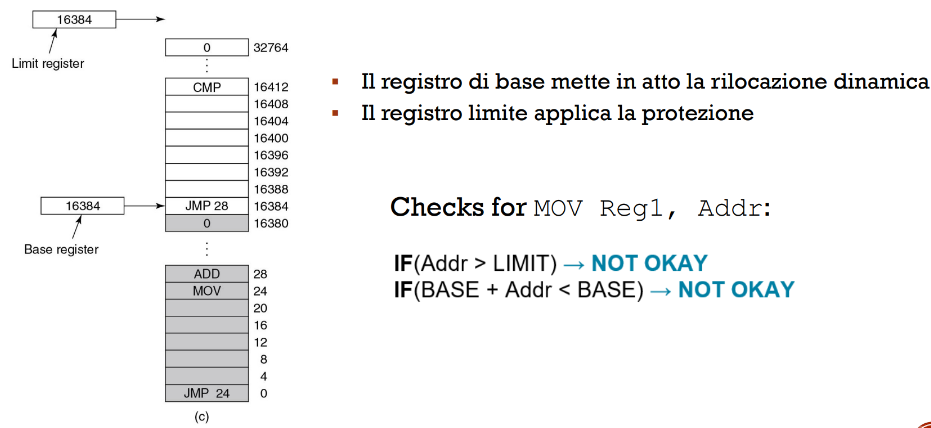 16384
Limit register
0 32764
CMP 16412
16408
16404
16400
16396
16392
16388
16384
JMP 28 16384
0 16380
Base register
ADD 28
MOV 24
20
16
12
8
4
JMP 24 0
(c)
▪ Il registro di base mette in atto la rilocazione dinamica
▪ Il registro limite applica la protezione
Checks for MOV Reg1, Addr:
IF(Addr > LIMIT) → NOT OKAY
IF(BASE + Addr < BASE) → NOT OKAY